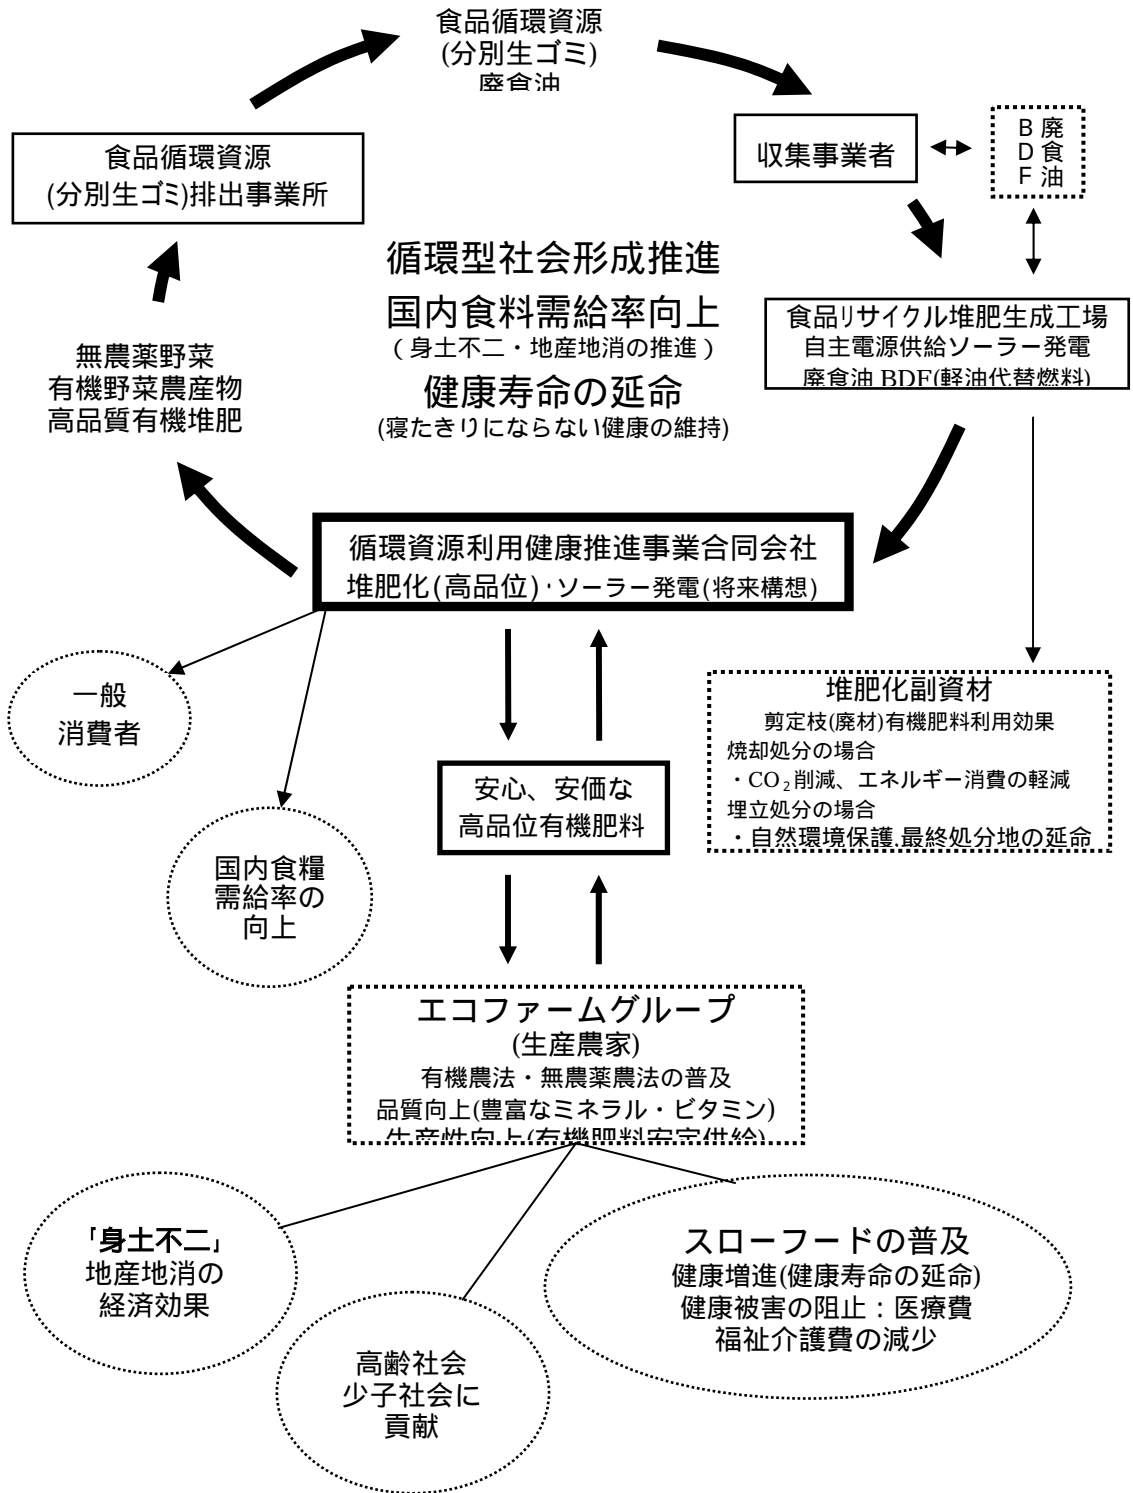 食品循環資源
(分別生ゴミ)
廃食油
食品循環資源
(分別生ゴミ)排出事業所
収集事業者
廃食油
BDF
循環型社会形成推進
国内食料需給率向上
（身土不二・地産地消の推進）
健康寿命の延命
(寝たきりにならない健康の維持)
食品リサイクル堆肥生成工場
自主電源供給ソーラー発電
廃食油 BDF(軽油代替燃料)
無農薬野菜
有機野菜農産物
高品質有機堆肥
循環資源利用健康推進事業合同会社
堆肥化(高品位)・ソーラー発電(将来構想)
一般
消費者
国内食糧
需給率の
向上
安心、安価な
高品位有機肥料
堆肥化副資材
剪定枝(廃材)有機肥料利用効果
焼却処分の場合
・CO₂削減、エネルギー消費の軽減
埋立処分の場合
・自然環境保護,最終処分地の延命
エコファームグループ
(生産農家)
有機農法・無農薬農法の普及
品質向上(豊富なミネラル・ビタミン)
生産性向上(有機肥料安定供給)
「身土不二」
地産地消の
経済効果
高齢社会
少子社会に
貢献
スローフードの普及
健康増進(健康寿命の延命)
健康被害の阻止：医療費
福祉介護費の減少